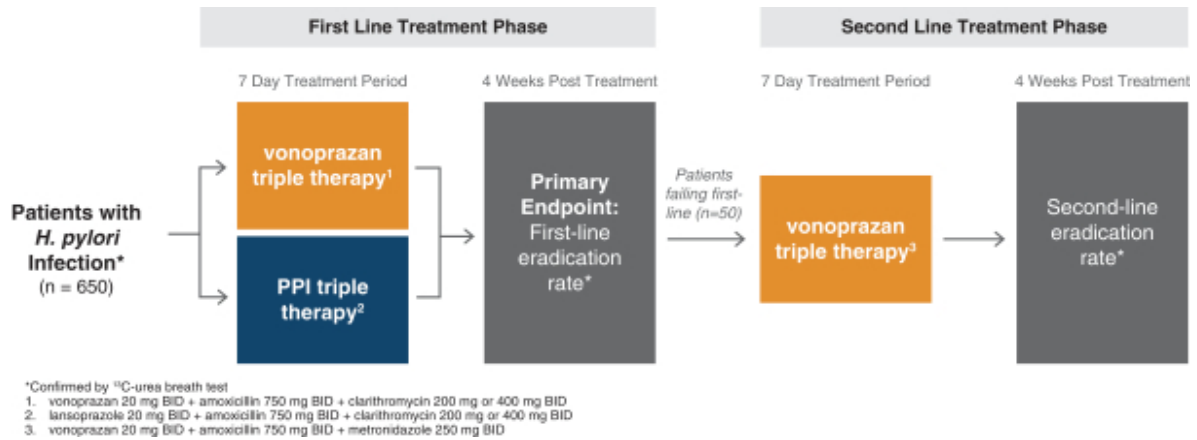 First Line Treatment Phase
Second Line Treatment Phase
7 Day Treatment Period
4 Weeks Post Treatment
7 Day Treatment Period
4 Weeks Post Treatment
Patients with
H. pylori
Infection*
(n = 650)
vonoprazan
triple therapy¹
PPI triple
therapy²
Primary
Endpoint:
First-line
eradication
rate*
Patients
failing first-
line (n=50)
vonoprazan
triple therapy³
Second-line
eradication
rate*
*Confirmed by ¹³C-urea breath test
1. vonoprazan 20 mg BID + amoxicillin 750 mg BID + clarithromycin 200 mg or 400 mg BID
2. lansoprazole 20 mg BID + amoxicillin 750 mg BID + clarithromycin 200 mg or 400 mg BID
3. vonoprazan 20 mg BID + amoxicillin 750 mg BID + metronidazole 250 mg BID